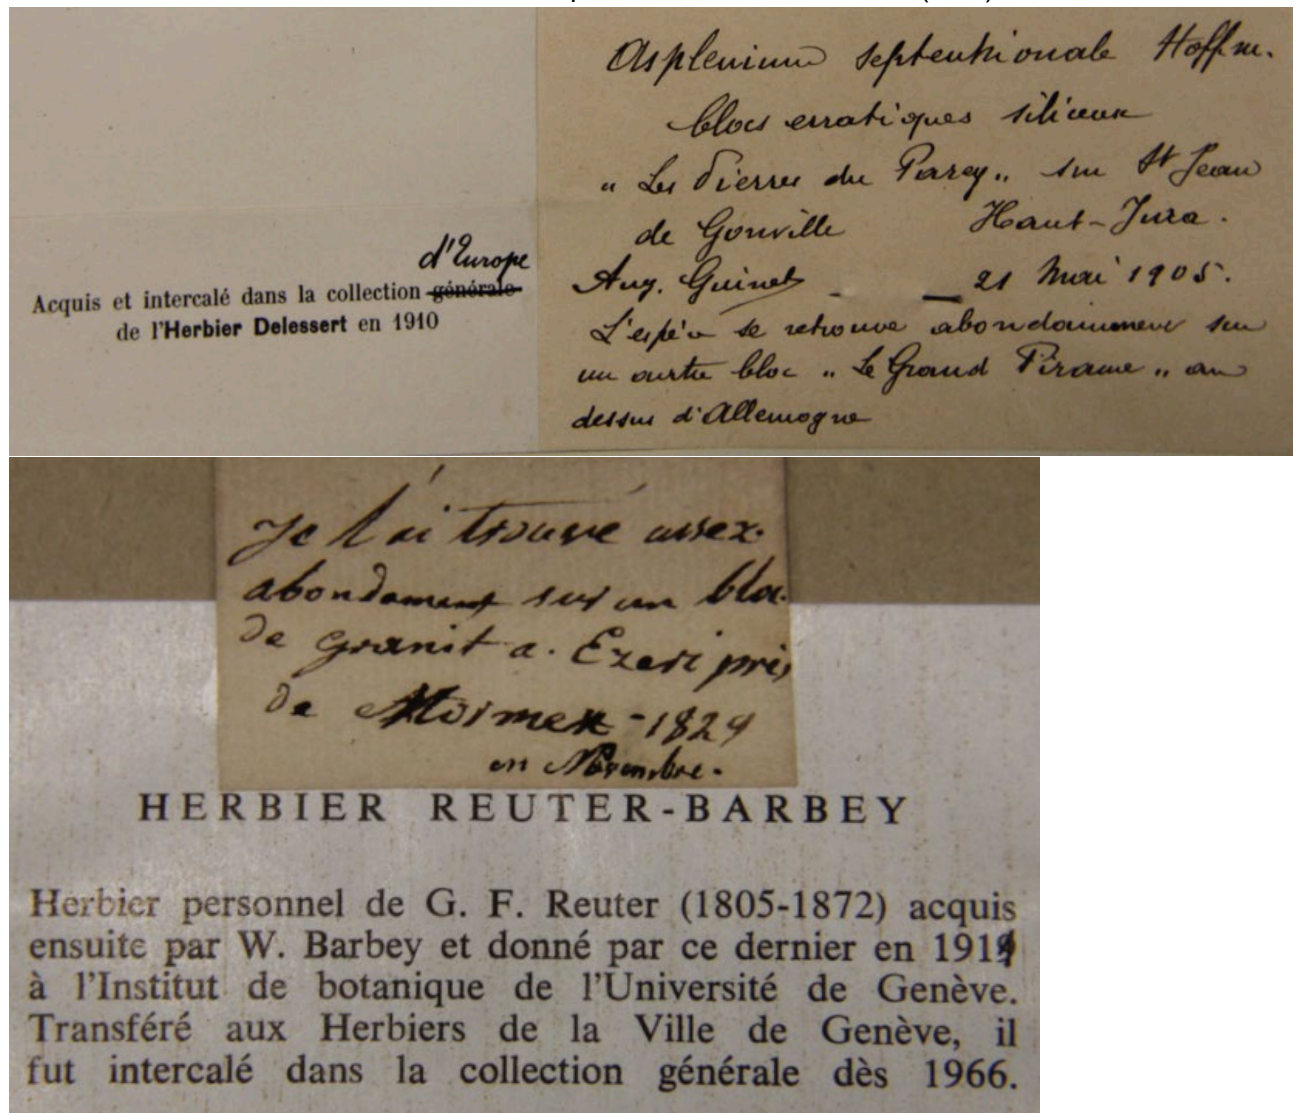 d'Europe
Acquis et intercalé dans la collection générale
de l'Herbier Delessert en 1910
Asplenium septentrionale Hoffm.
blocs erratiques siliceux
"Les Pierres du Parey" sur St Jean
de Gonville Haut-Jura.
Aug. Guinet - — 21 Mai 1905.
L'espèce se retrouve abondamment sur
un autre bloc "Le Grand Pirame" au
dessus d'Allemogne
Je l'ai trouvé assez
abondament sur un bloc
de granit a. Ezeri près
de Moimex - 1829
en Novembre.
HERBIER REUTER-BARBEY
Herbier personnel de G. F. Reuter (1805-1872) acquis
ensuite par W. Barbey et donné par ce dernier en 191
à l'Institut de botanique de l'Université de Genève.
Transféré aux Herbiers de la Ville de Genève, il
fut intercalé dans la collection générale dès 1966.